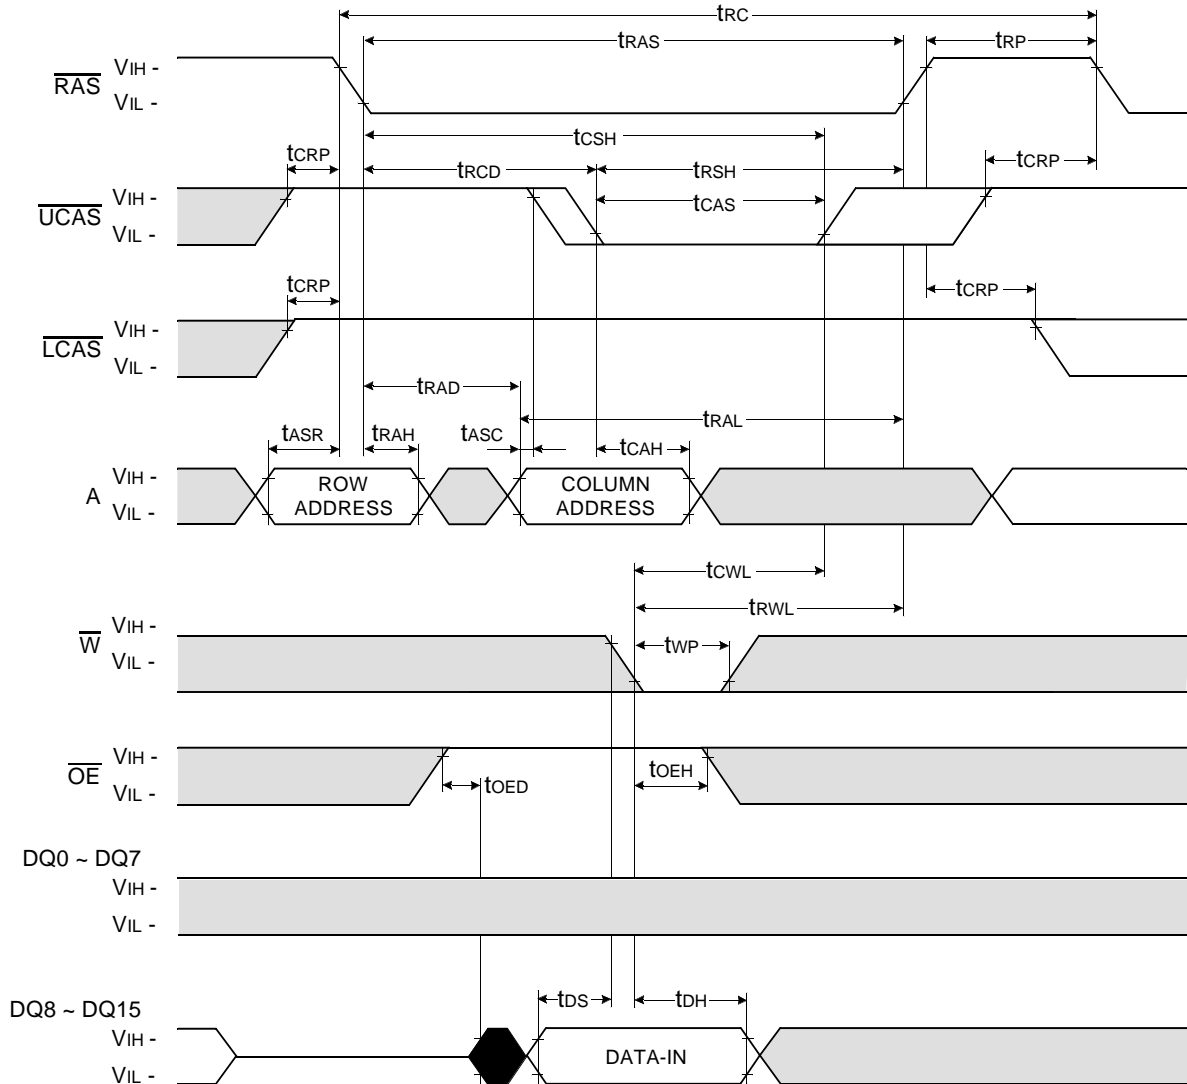 tRC
tRAS
tRP
RAS
VIH -
VIL -
tCSH
tCRP
tRCD
tRSH
tCRP
UCAS
VIH -
VIL -
tCAS
tCRP
tCRP
LCAS
VIH -
VIL -
tRAD
tRAL
tASR
tRAH
tASC
tCAH
A
VIH -
VIL -
ROW
ADDRESS
COLUMN
ADDRESS
tCWL
tRWL
W
VIH -
VIL -
tWP
OE
VIH -
VIL -
tOED
tOEH
DQ0 ~ DQ7
VIH -
VIL -
DQ8 ~ DQ15
VIH -
VIL -
tDS
tDH
DATA-IN